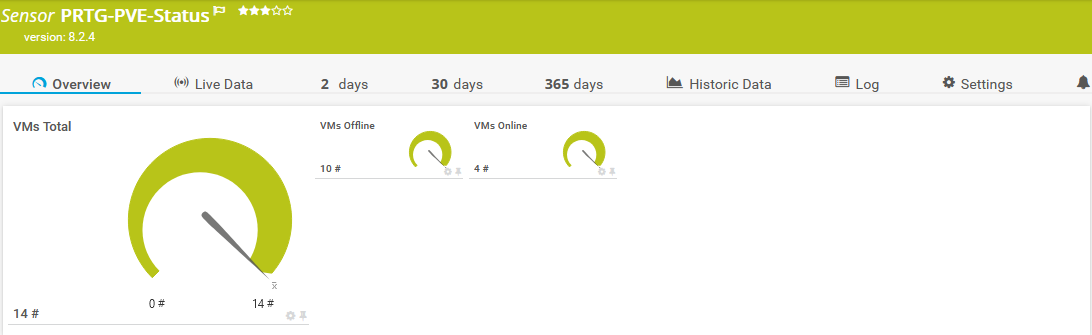 Sensor PRTG-PVE-Status
version: 8.2.4
Overview
Live Data
2 days
30 days
365 days
Historic Data
Log
Settings
VMs Total
0 #
14 #
x̄
14 #
VMs Offline
10 #
VMs Online
4 #